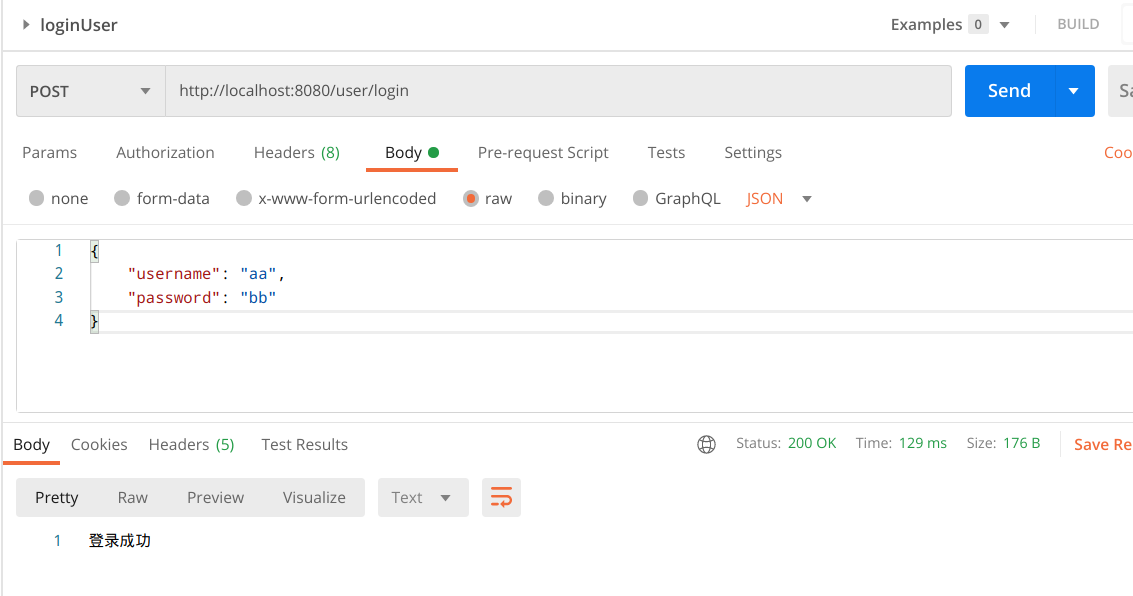 loginUser Examples 0 BUILD
POST http://localhost:8080/user/login Send
Params Authorization Headers (8) Body Pre-request Script Tests Settings
none form-data x-www-form-urlencoded raw binary GraphQL JSON
1 {
2 "username": "aa",
3 "password": "bb"
4 }
Body Cookies Headers (5) Test Results Status: 200 OK Time: 129 ms Size: 176 B Save
Pretty Raw Preview Visualize Text
1 登录成功